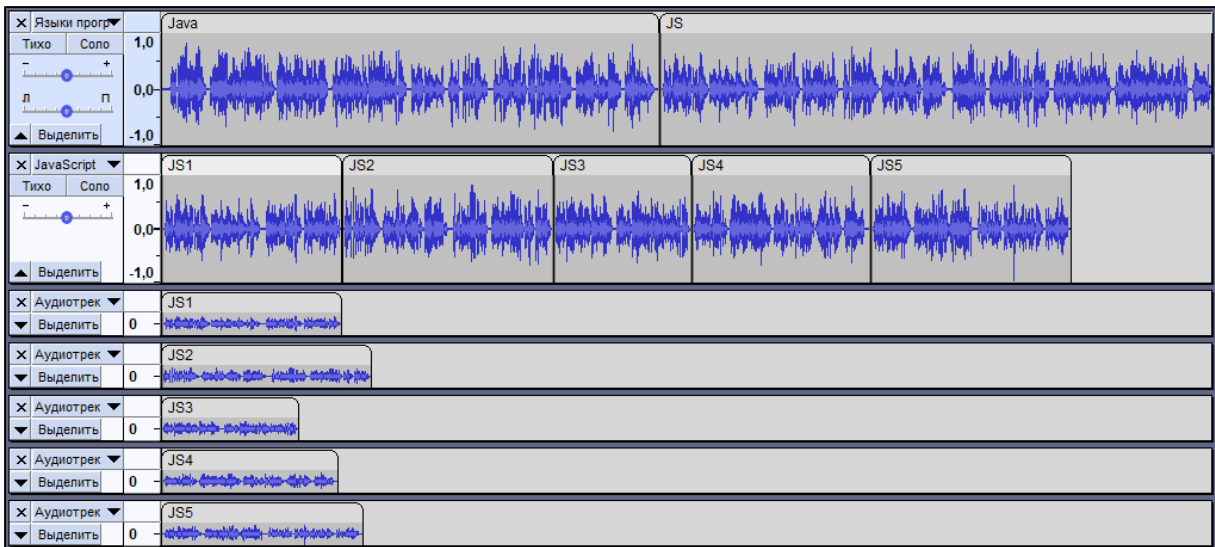 Языки прогр
Java
JS
Тихо Соло
1,0
- +
0,0
Л П
Выделить
-1,0
JavaScript
JS1
JS2
JS3
JS4
JS5
Тихо Соло
1,0
- +
0,0
Выделить
-1,0
Аудиотрек
JS1
Выделить
0
Аудиотрек
JS2
Выделить
0
Аудиотрек
JS3
Выделить
0
Аудиотрек
JS4
Выделить
0
Аудиотрек
JS5
Выделить
0